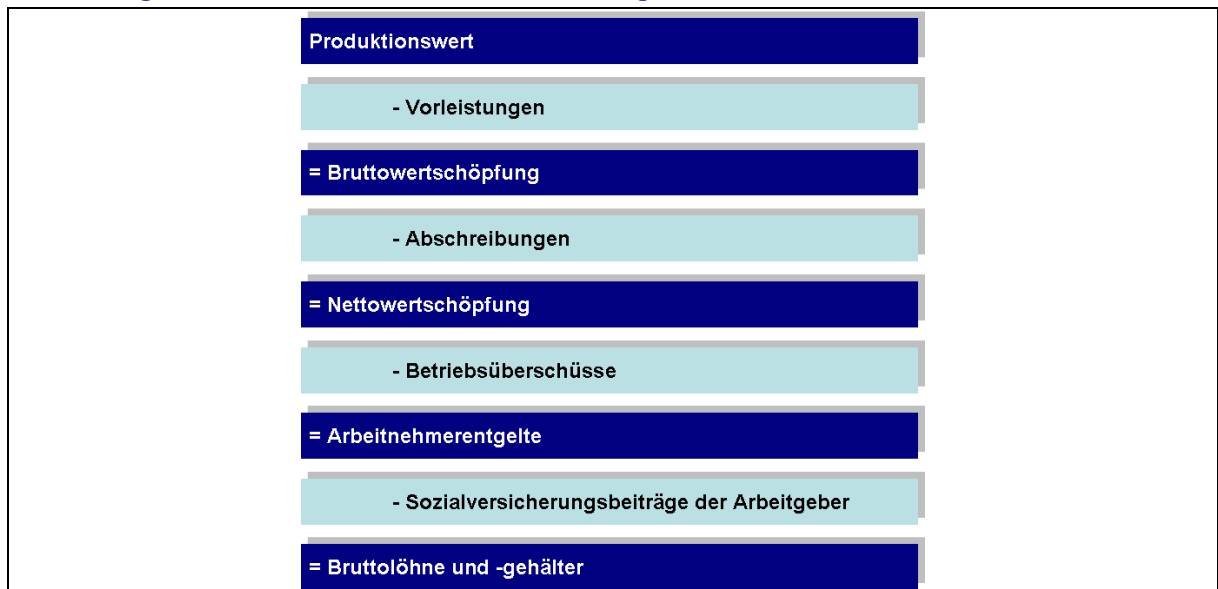 Produktionswert
- Vorleistungen
= Bruttowertschöpfung
- Abschreibungen
= Nettowertschöpfung
- Betriebsüberschüsse
= Arbeitnehmerentgelte
- Sozialversicherungsbeiträge der Arbeitgeber
= Bruttolöhne und -gehälter